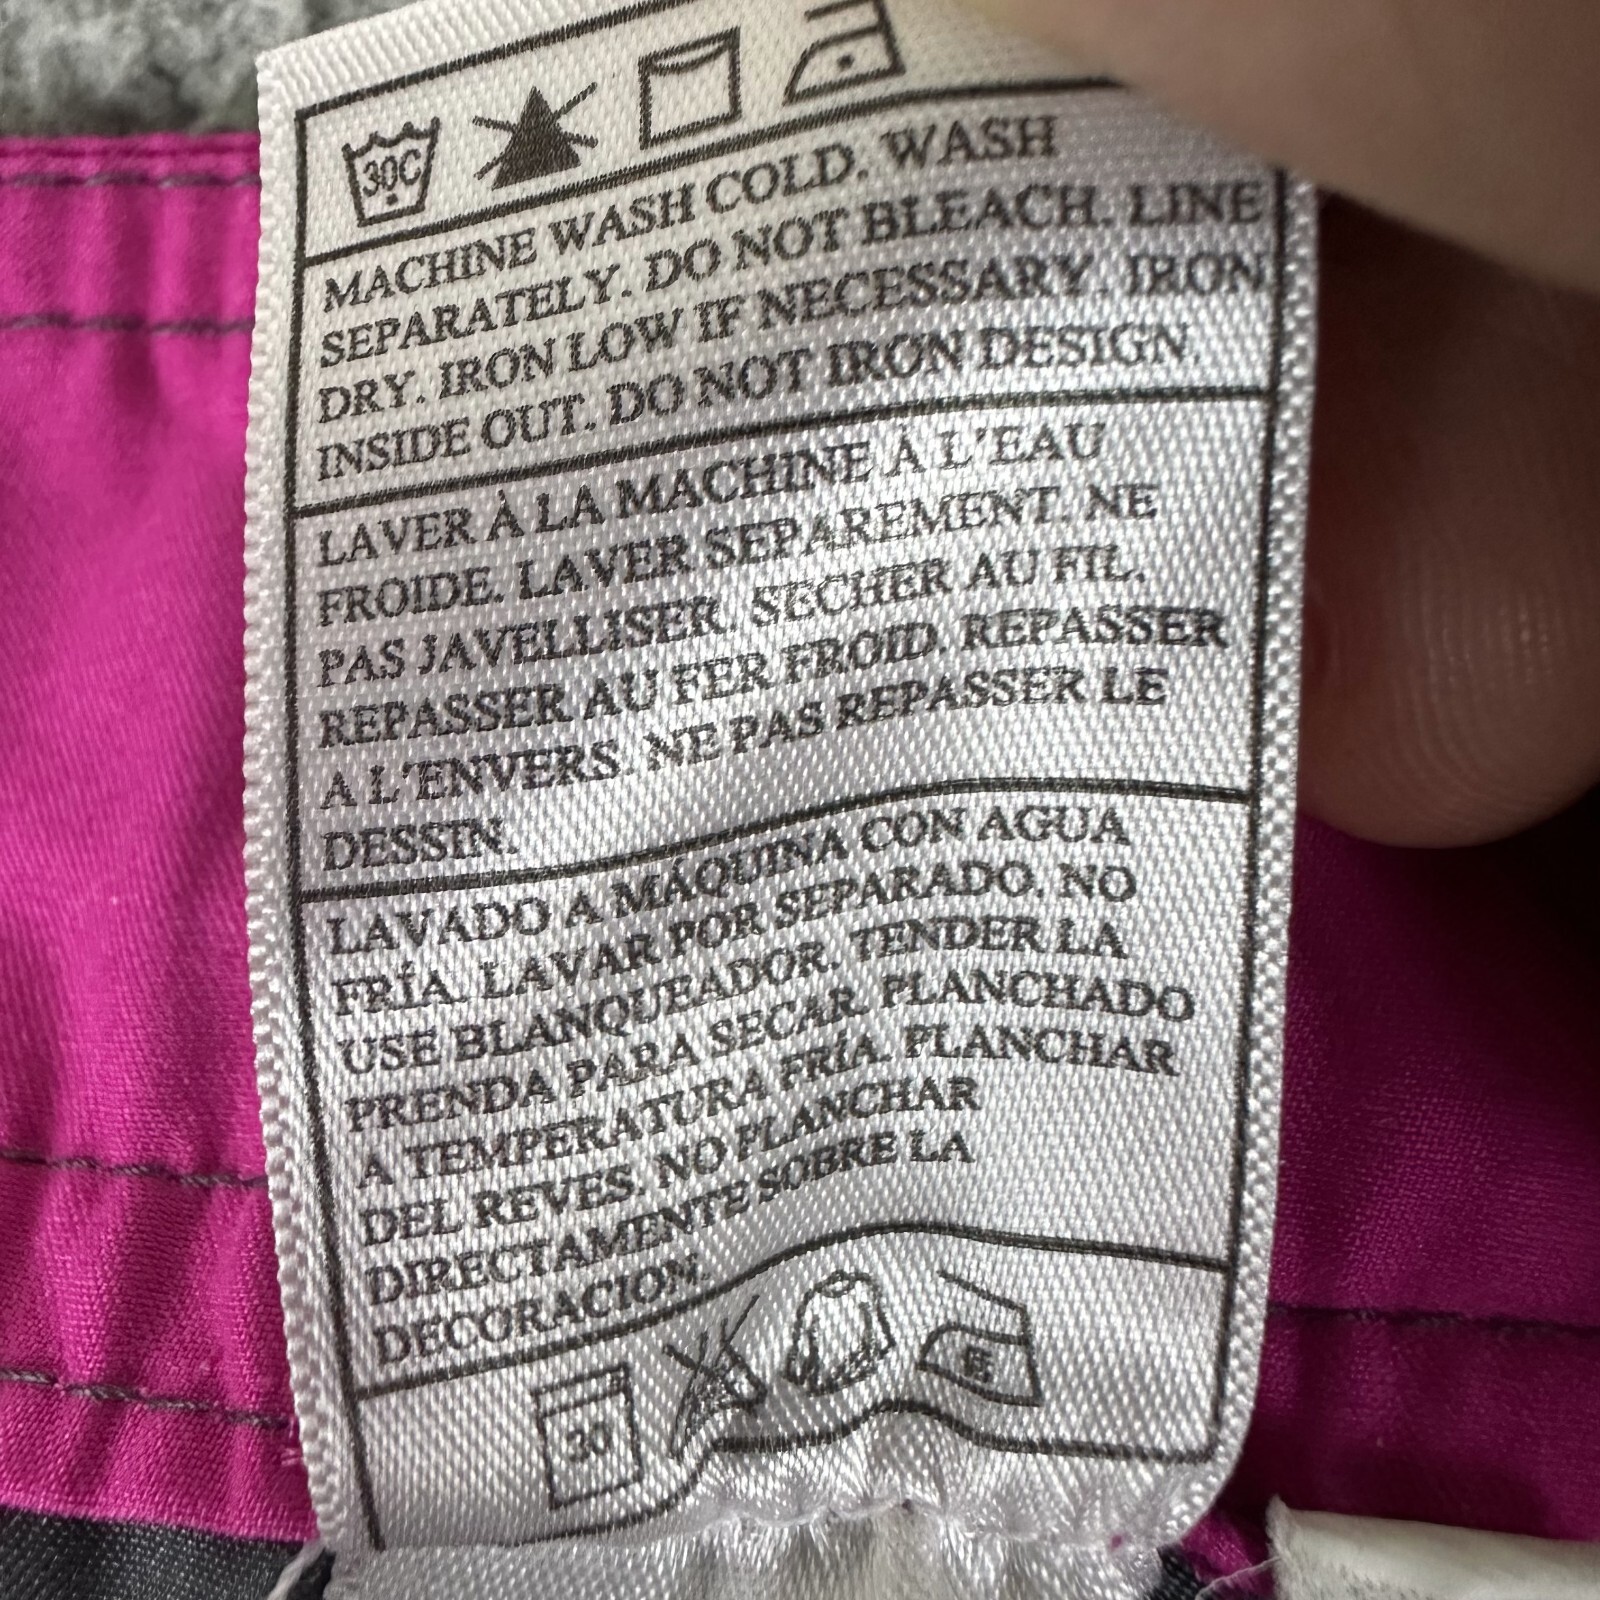 30C
MACHINE WASH COLD. WASH
SEPARATELY. DO NOT BLEACH. LINE
DRY. IRON LOW IF NECESSARY. IRON
INSIDE OUT. DO NOT IRON DESIGN
LAVER À LA MACHINE À L'EAU
FROIDE. LAVER SEPAREMENT. NE
PAS JAVELLISER. SECHER AU FIL.
REPASSER AU FER FROID. REPASSER
A L'ENVERS. NE PAS REPASSER LE
DESSIN.
LAVADO A MÁQUINA CON AGUA
FRÍA. LAVAR POR SEPARADO. NO
USE BLANQUEADOR. TENDER LA
PRENDA PARA SECAR. PLANCHADO
A TEMPERATURA FRÍA. PLANCHAR
DEL REVES. NO PLANCHAR
DIRECTAMENTE SOBRE LA
DECORACION.
30